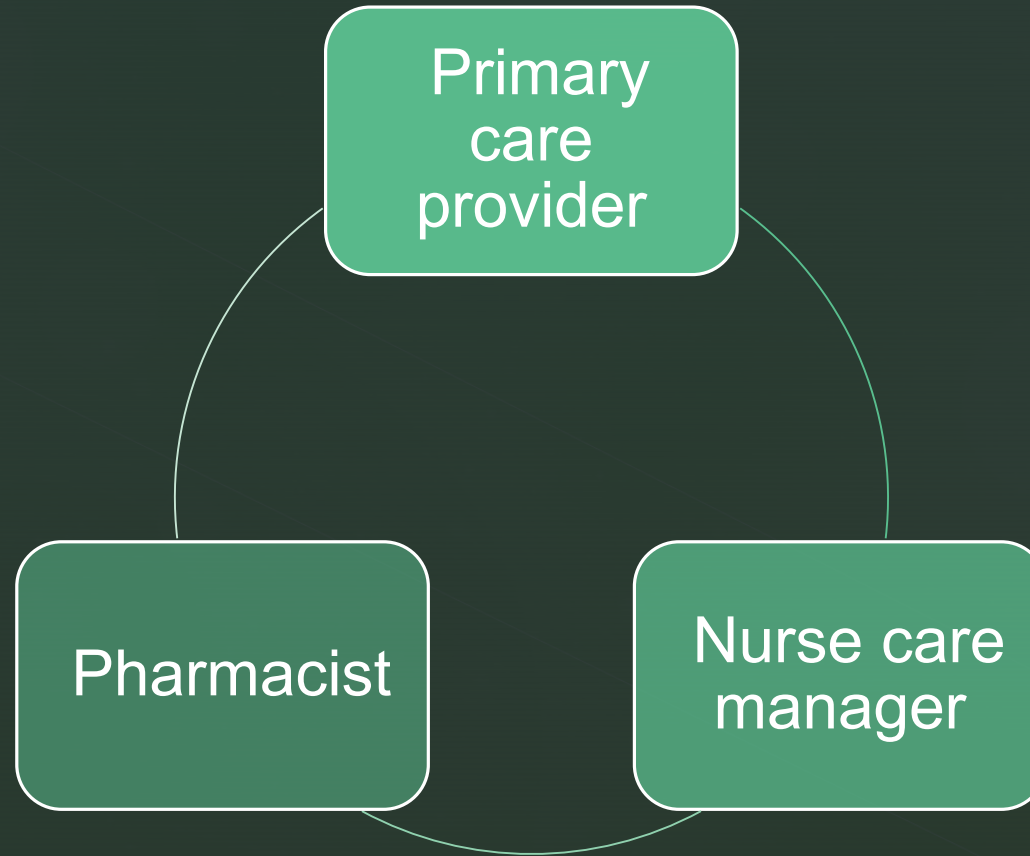 Primary
care
provider
Pharmacist
Nurse care
manager